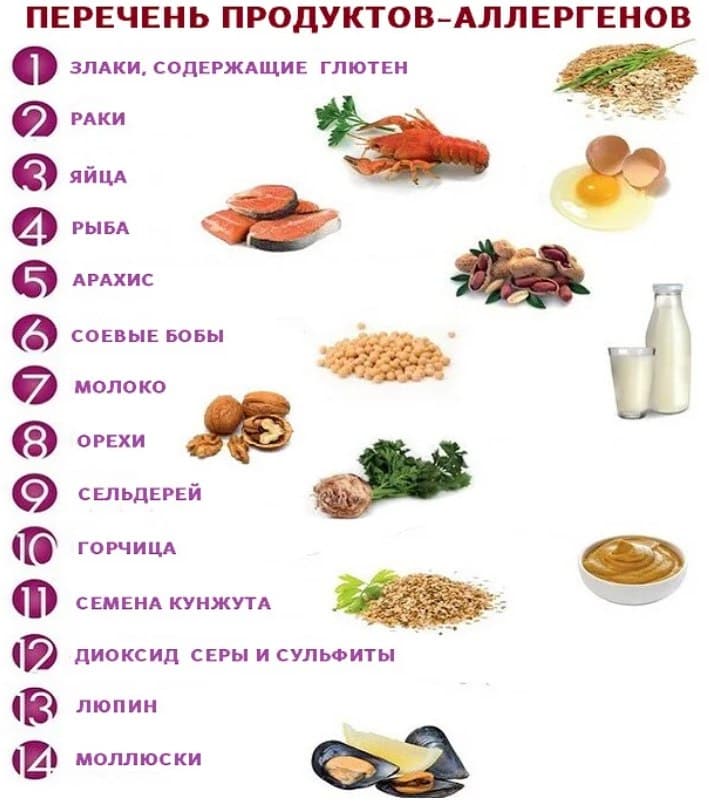 ПЕРЕЧЕНЬ ПРОДУКТОВ-АЛЛЕРГЕНОВ
1 ЗЛАКИ, СОДЕРЖАЩИЕ ГЛЮТЕН
2 РАКИ
3 ЯЙЦА
4 РЫБА
5 АРАХИС
6 СОЕВЫЕ БОБЫ
7 МОЛОКО
8 ОРЕХИ
9 СЕЛЬДЕРЕЙ
10 ГОРЧИЦА
11 СЕМЕНА КУНЖУТА
12 ДИОКСИД СЕРЫ И СУЛЬФИТЫ
13 ЛЮПИН
14 МОЛЛЮСКИ